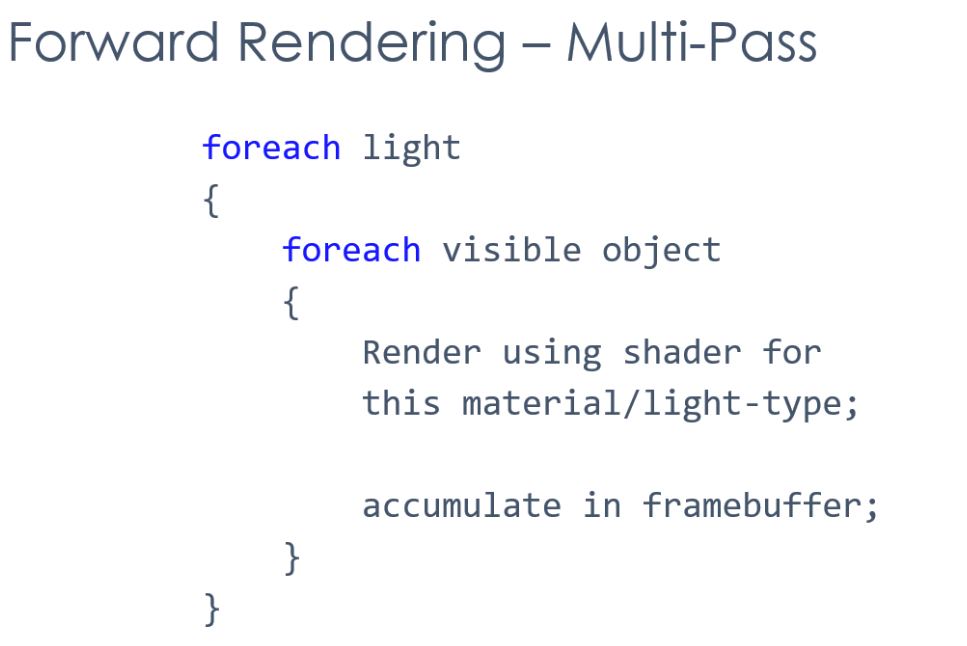 Forward Rendering – Multi-Pass
foreach light
{
foreach visible object
{
Render using shader for
this material/light-type;
accumulate in framebuffer;
}
}